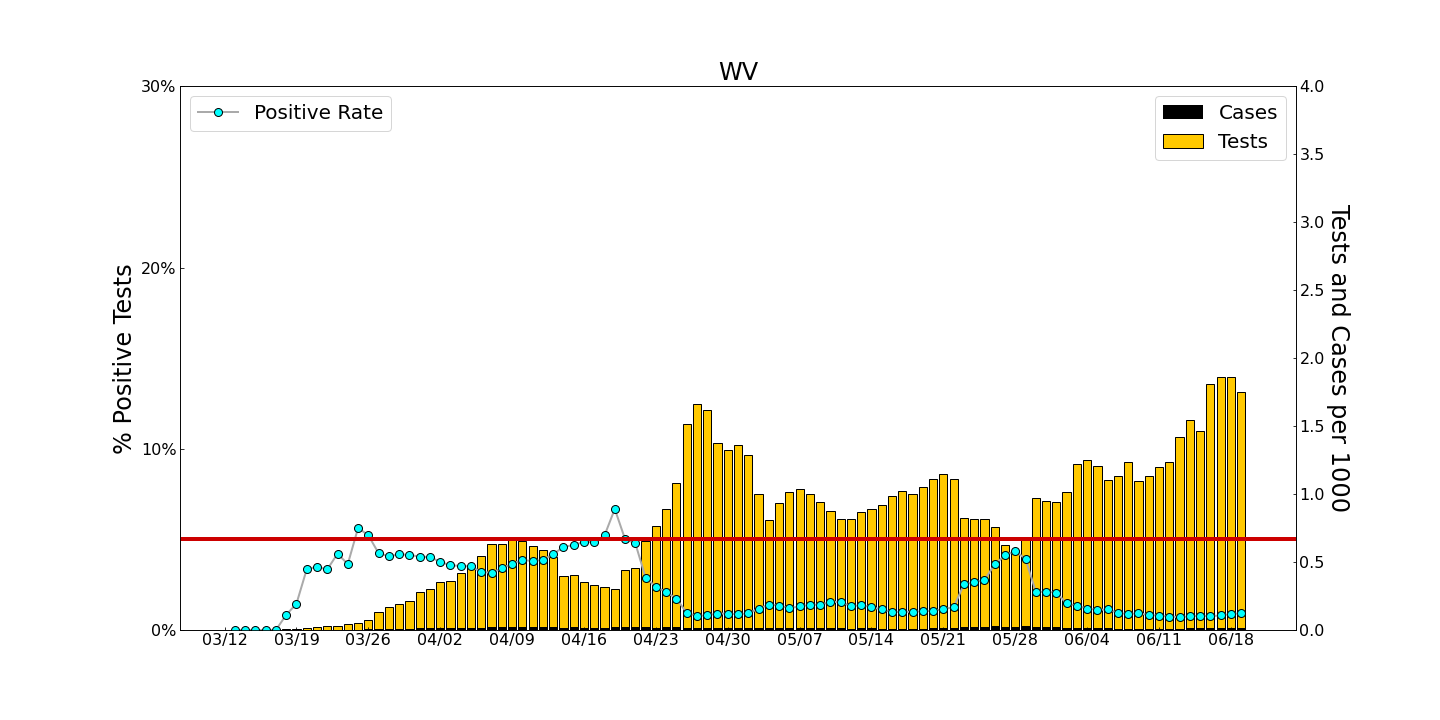 WV
30%
20%
10%
0%
% Positive Tests
Positive Rate
Cases
Tests
4.0
3.5
3.0
2.5
2.0
1.5
1.0
0.5
0.0
Tests and Cases per 1000
03/12 03/19 03/26 04/02 04/09 04/16 04/23 04/30 05/07 05/14 05/21 05/28 06/04 06/11 06/18